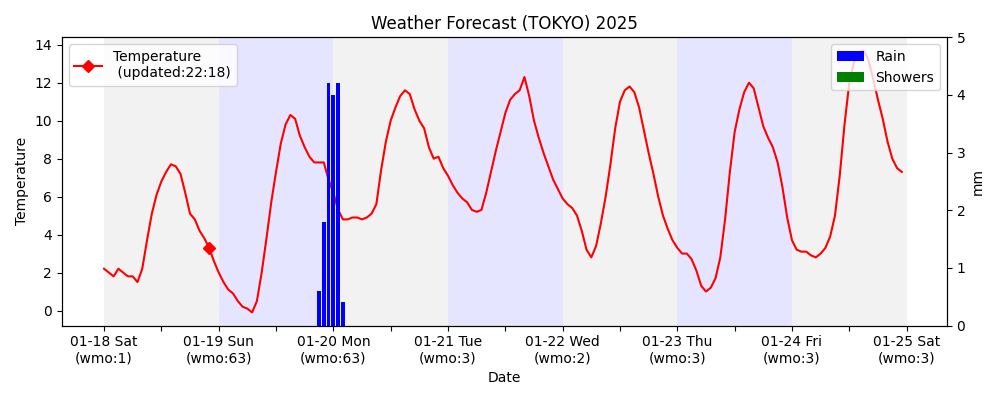 Weather Forecast (TOKYO) 2025
Temperature
(updated:22:18)
Rain
Showers
14
12
10
8
6
4
2
0
Temperature
5
4
3
2
1
0
mm
01-18 Sat 01-19 Sun 01-20 Mon 01-21 Tue 01-22 Wed 01-23 Thu 01-24 Fri 01-25 Sat
(wmo:1) (wmo:63) (wmo:63) (wmo:3) (wmo:2) (wmo:3) (wmo:3) (wmo:3)
Date